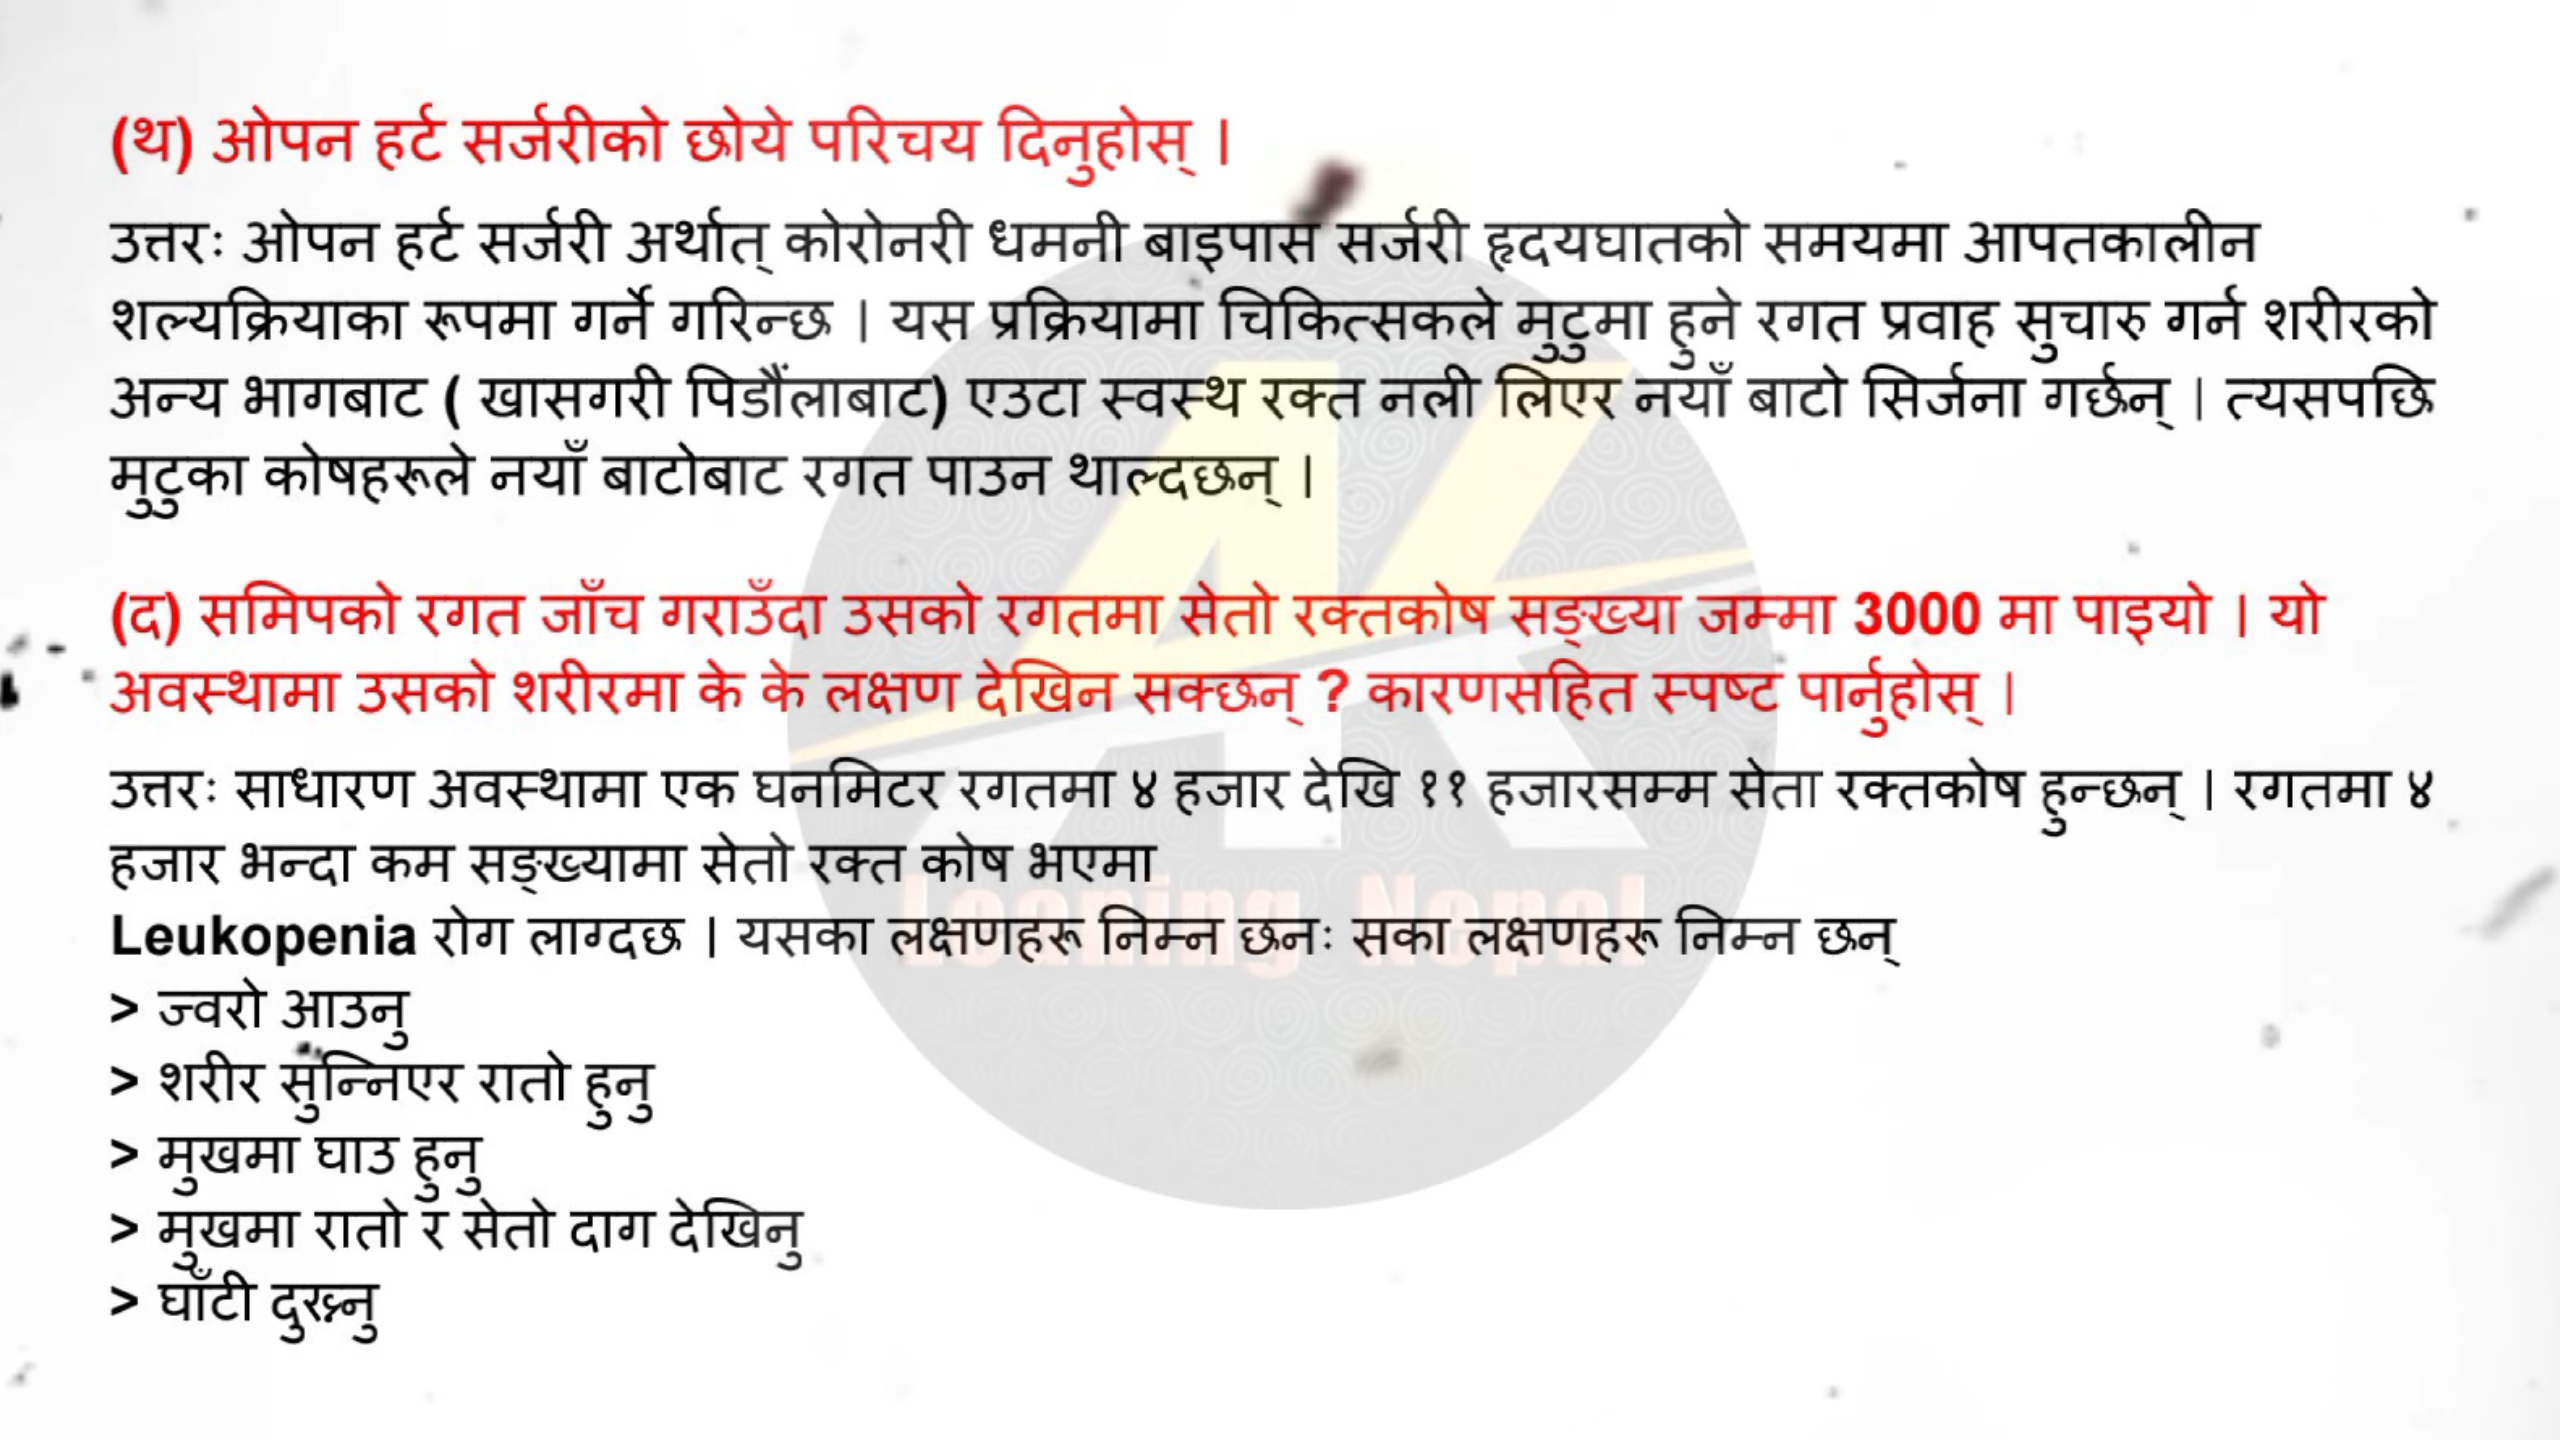 (थ) ओपन हर्ट सर्जरीको छोये परिचय दिनुहोस् ।
उत्तरः ओपन हर्ट सर्जरी अर्थात् कोरोनरी धमनी बाइपास सर्जरी हृदयघातको समयमा आपतकालीन
शल्यक्रियाका रूपमा गर्ने गरिन्छ । यस प्रक्रियामा चिकित्सकले मुटुमा हुने रगत प्रवाह सुचारु गर्न शरीरको
अन्य भागबाट ( खासगरी पिडौंलाबाट) एउटा स्वस्थ रक्त नली लिएर नयाँ बाटो सिर्जना गर्छन् । त्यसपछि
मुटुका कोषहरूले नयाँ बाटोबाट रगत पाउन थाल्दछन् ।
(द) समिपको रगत जाँच गराउँदा उसको रगतमा सेतो रक्तकोष सङ्ख्या जम्मा 3000 मा पाइयो । यो
अवस्थामा उसको शरीरमा के के लक्षण देखिन सक्छन् ? कारणसहित स्पष्ट पार्नुहोस् ।
उत्तरः साधारण अवस्थामा एक घनमिटर रगतमा ४ हजार देखि ११ हजारसम्म सेता रक्तकोष हुन्छन् । रगतमा ४
हजार भन्दा कम सङ्ख्यामा सेतो रक्त कोष भएमा
Leukopenia रोग लाग्दछ । यसका लक्षणहरू निम्न छनः सका लक्षणहरू निम्न छन्
> ज्वरो आउनु
> शरीर सुन्निएर रातो हुनु
> मुखमा घाउ हुनु
> मुखमा रातो र सेतो दाग देखिनु
> घाँटी दुख्नु
AK
Leaning Nepal